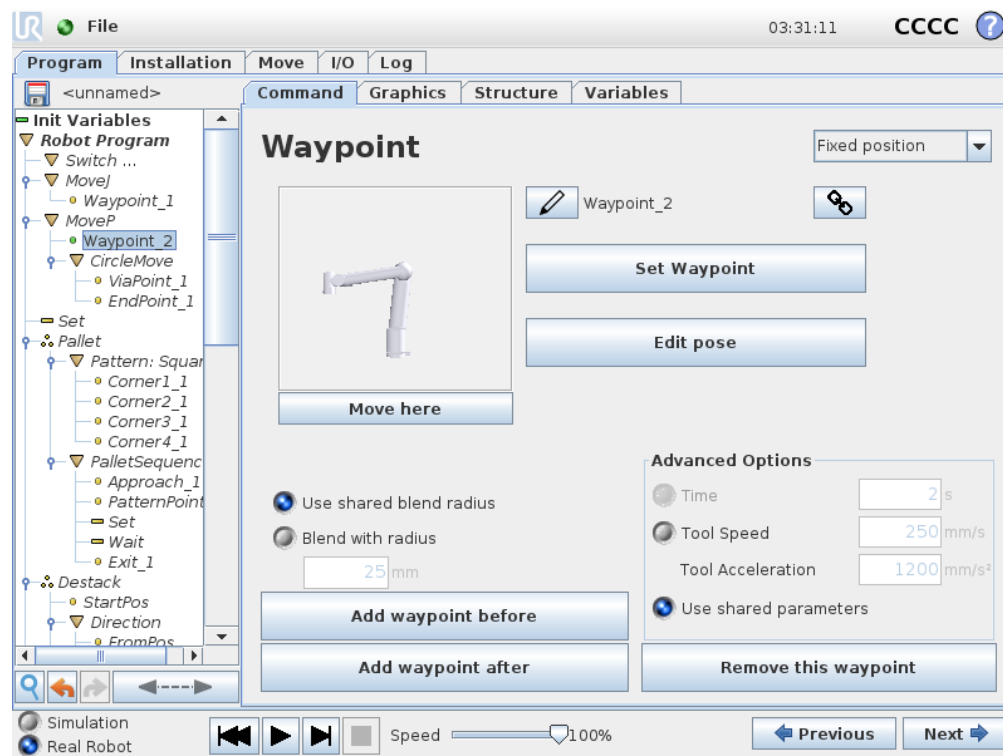 UR File 03:31:11 CCCC ?
Program Installation Move I/O Log
<unnamed> Command Graphics Structure Variables
Init Variables
Robot Program
Switch ...
MoveJ
Waypoint_1
MoveP
Waypoint_2
CircleMove
ViaPoint_1
EndPoint_1
Set
Pallet
Pattern: Squar
Corner1_1
Corner2_1
Corner3_1
Corner4_1
PalletSequenc
Approach_1
PatternPoint
Set
Wait
Exit_1
Destack
StartPos
Direction
FromPos
Waypoint Fixed position
Waypoint_2
Set Waypoint
Edit pose
Move here
Use shared blend radius
Blend with radius
25 mm
Advanced Options
Time 2 s
Tool Speed 250 mm/s
Tool Acceleration 1200 mm/s²
Use shared parameters
Add waypoint before
Add waypoint after Remove this waypoint
Simulation
Real Robot
Speed 100%
Previous Next